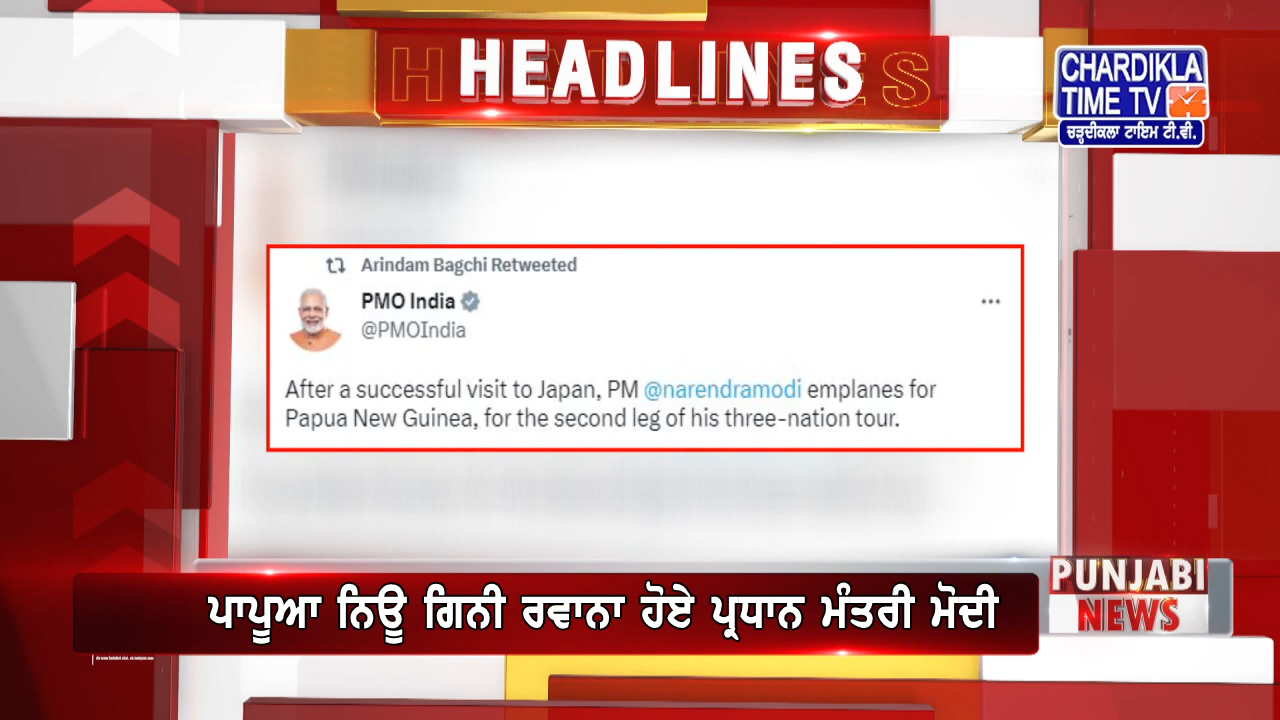 HEADLINES
CHARDIKLA
TIME TV
ਚੜ੍ਹਦੀਕਲਾ ਟਾਇਮ ਟੀ.ਵੀ.
Arindam Bagchi Retweeted
PMO India
@PMOIndia
After a successful visit to Japan, PM @narendramodi emplanes for
Papua New Guinea, for the second leg of his three-nation tour.
ਪਾਪੂਆ ਨਿਊ ਗਿਨੀ ਰਵਾਨਾ ਹੋਏ ਪ੍ਰਧਾਨ ਮੰਤਰੀ ਮੋਦੀ
PUNJABI
NEWS